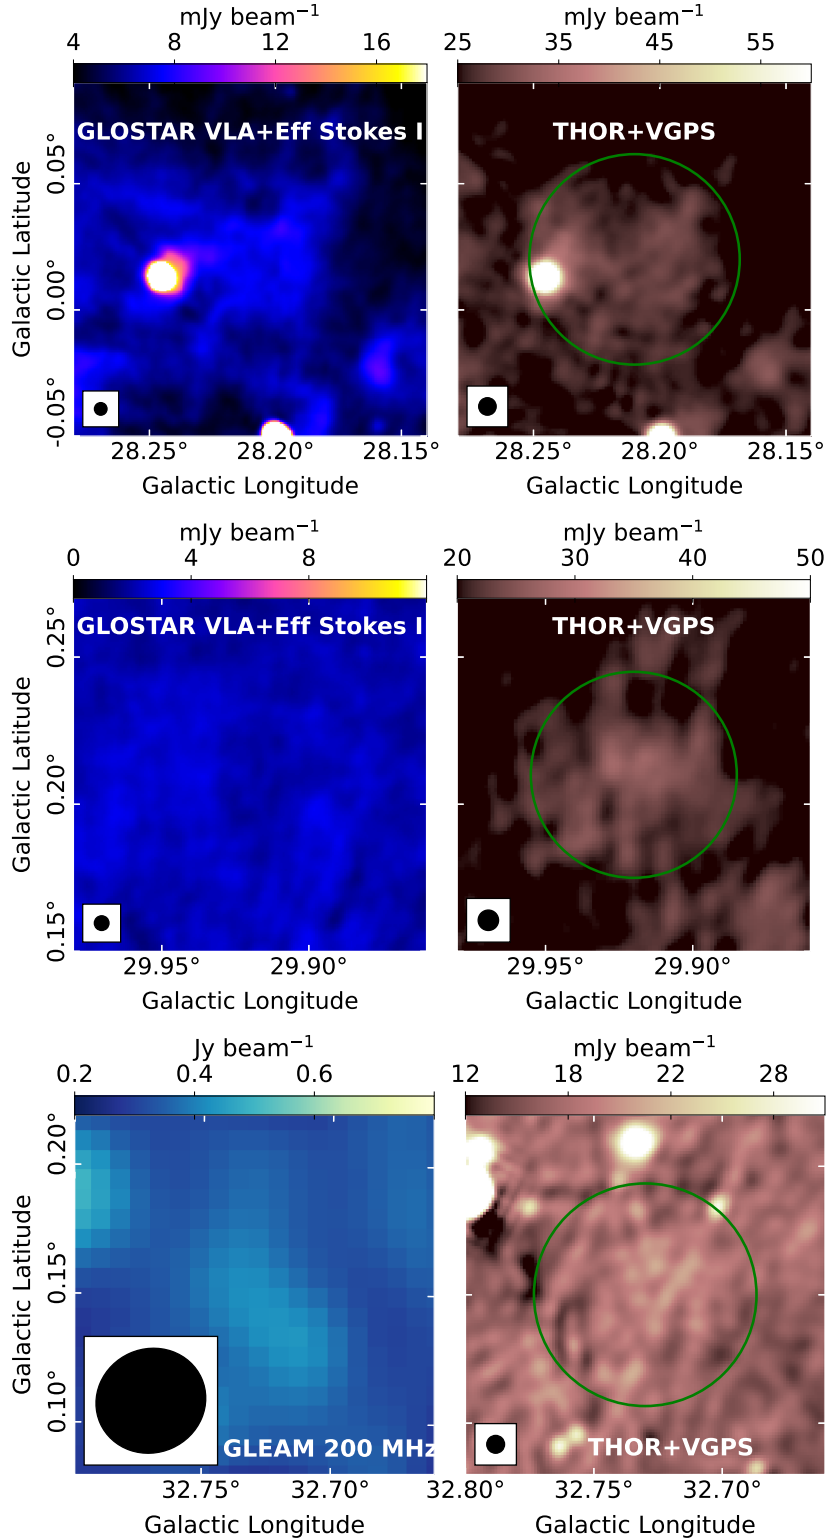 mJy beam⁻¹ mJy beam⁻¹
4 8 12 16 25 35 45 55
GLOSTAR VLA+Eff Stokes I THOR+VGPS
Galactic Latitude
0.05°
0.00°
-0.05°
28.25° 28.20° 28.15° 28.25° 28.20° 28.15°
Galactic Longitude Galactic Longitude
mJy beam⁻¹ mJy beam⁻¹
0 4 8 20 30 40 50
GLOSTAR VLA+Eff Stokes I THOR+VGPS
Galactic Latitude
0.25°
0.20°
0.15°
29.95° 29.90° 29.95° 29.90°
Galactic Longitude Galactic Longitude
Jy beam⁻¹ mJy beam⁻¹
0.2 0.4 0.6 12 18 22 28
Galactic Latitude
0.20°
0.15°
0.10°
GLEAM 200 MHz THOR+VGPS
32.75° 32.70° 32.80° 32.75° 32.70°
Galactic Longitude Galactic Longitude